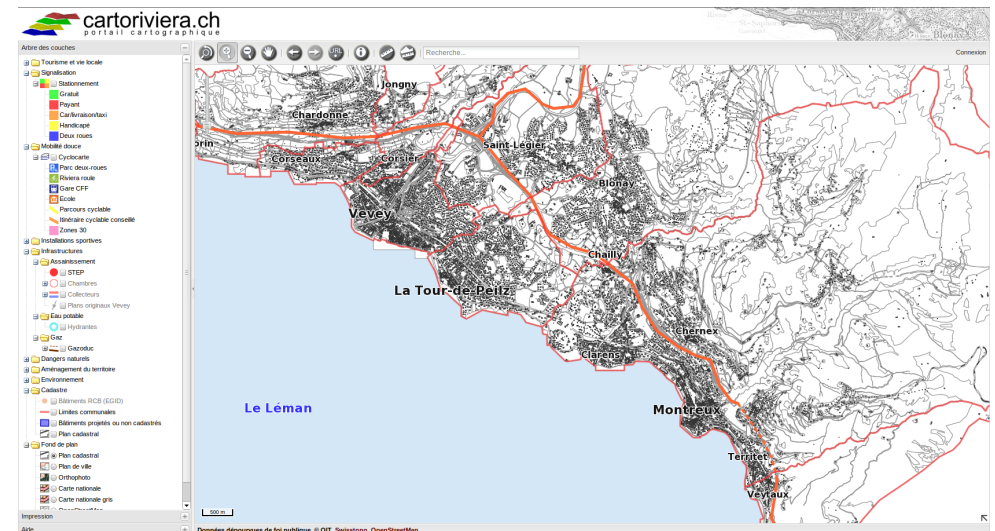 cartoriviera.ch
portail cartographique
Arbre des couches
Recherche...
Connexion
Tourisme et vie locale
Signalisation
Stationnement
Gratuit
Payant
Car/livraison/taxi
Handicapé
Deux roues
Mobilité douce
Cyclocarte
Parc deux-roues
Riviera roule
Gare CFF
Ecole
Parcours cyclable
Itinéraire cyclable conseillé
Zones 30
Installations sportives
Infrastructures
Assainissement
STEP
Chambres
Collecteurs
Plans originaux Vevey
Eau potable
Hydrantes
Gaz
Gazoduc
Dangers naturels
Aménagement du territoire
Environnement
Cadastre
Bâtiments RCB (EGID)
Limites communales
Bâtiments projetés ou non cadastrés
Plan cadastral
Fond de plan
Plan cadastral
Plan de ville
Orthophoto
Carte nationale
Carte nationale gris
OpenStreetMap
Impression
Aide
Jongny
Chardonne
Saint-Légier
Corseaux
Corsier
Blonay
Vevey
Chailly
La Tour-de-Peilz
Chernex
Clarens
Le Léman
Montreux
Territet
Veytaux
500 m
Données dépourvues de foi publique. © OIT, Swisstopo, OpenStreetMap